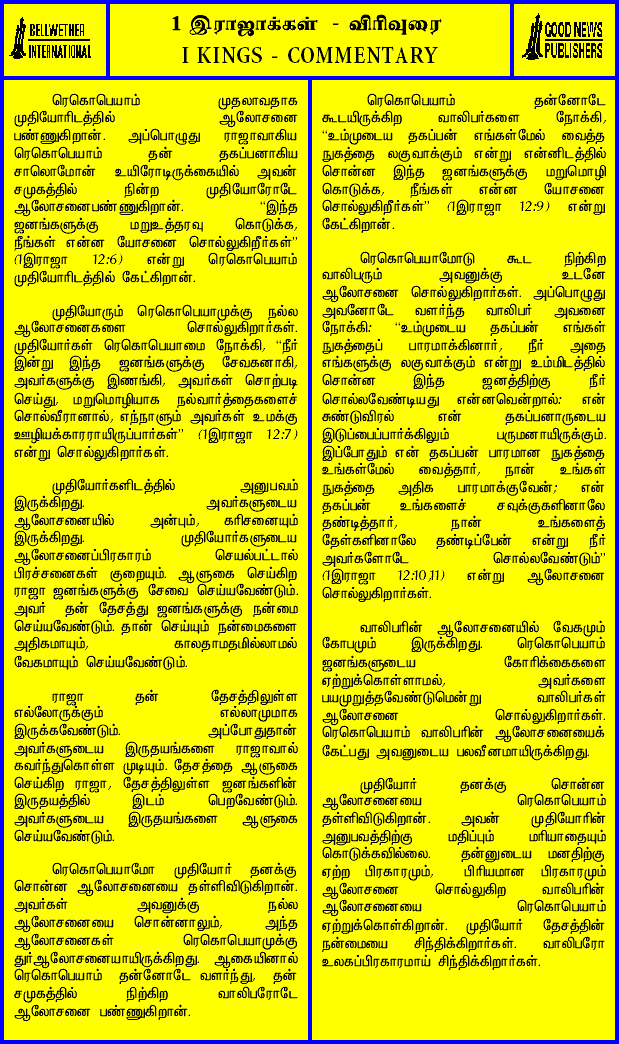 BELLWETHER
INTERNATIONAL
1 இராஜாக்கள் - விரிவுரை
I KINGS - COMMENTARY
GOOD NEWS
PUBLISHERS
ரெகொபெயாம் முதலாவதாக
முதியோரிடத்தில் ஆலோசனை
பண்ணுகிறான். அப்பொழுது ராஜாவாகிய
ரெகொபெயாம் தன் தகப்பனாகிய
சாலொமோன் உயிரோடிருக்கையில் அவன்
சமுகத்தில் நின்ற முதியோரோடே
ஆலோசனைபண்ணுகிறான். “இந்த
ஜனங்களுக்கு மறுஉத்தரவு கொடுக்க,
நீங்கள் என்ன யோசனை சொல்லுகிறீர்கள்”
(1இராஜா 12:6) என்று ரெகொபெயாம்
முதியோரிடத்தில் கேட்கிறான்.
முதியோரும் ரெகொபெயாமுக்கு நல்ல
ஆலோசனைகளை சொல்லுகிறார்கள்.
முதியோர்கள் ரெகொபெயாமை நோக்கி, “நீர்
இன்று இந்த ஜனங்களுக்கு சேவகனாகி,
அவர்களுக்கு இணங்கி, அவர்கள் சொற்படி
செய்து, மறுமொழியாக நல்வார்த்தைகளைச்
சொல்வீரானால், எந்நாளும் அவர்கள் உமக்கு
ஊழியக்காரராயிருப்பார்கள்” (1இராஜா 12:7)
என்று சொல்லுகிறார்கள்.
முதியோர்களிடத்தில் அனுபவம்
இருக்கிறது. அவர்களுடைய
ஆலோசனையில் அன்பும், கரிசனையும்
இருக்கிறது. முதியோர்களுடைய
ஆலோசனைப்பிரகாரம் செயல்பட்டால்
பிரச்சனைகள் குறையும். ஆளுகை செய்கிற
ராஜா ஜனங்களுக்கு சேவை செய்யவேண்டும்.
அவர் தன் தேசத்து ஜனங்களுக்கு நன்மை
செய்யவேண்டும். தான் செய்யும் நன்மைகளை
அதிகமாயும், காலதாமதமில்லாமல்
வேகமாயும் செய்யவேண்டும்.
ராஜா தன் தேசத்திலுள்ள
எல்லோருக்கும் எல்லாமுமாக
இருக்கவேண்டும். அப்போதுதான்
அவர்களுடைய இருதயங்களை ராஜாவால்
கவர்ந்துகொள்ள முடியும். தேசத்தை ஆளுகை
செய்கிற ராஜா, தேசத்திலுள்ள ஜனங்களின்
இருதயத்தில் இடம் பெறவேண்டும்.
அவர்களுடைய இருதயங்களை ஆளுகை
செய்யவேண்டும்.
ரெகொபெயாமோ முதியோர் தனக்கு
சொன்ன ஆலோசனையை தள்ளிவிடுகிறான்.
அவர்கள் அவனுக்கு நல்ல
ஆலோசனையை சொன்னாலும், அந்த
ஆலோசனைகள் ரெகொபெயாமுக்கு
துர்ஆலோசனையாயிருக்கிறது. ஆகையினால்
ரெகொபெயாம் தன்னோடே வளர்ந்து, தன்
சமுகத்தில் நிற்கிற வாலிபரோடே
ஆலோசனை பண்ணுகிறான்.
ரெகொபெயாம் தன்னோடே
கூடயிருக்கிற வாலிபர்களை நோக்கி,
“உம்முடைய தகப்பன் எங்கள்மேல் வைத்த
நுகத்தை லகுவாக்கும் என்று என்னிடத்தில்
சொன்ன இந்த ஜனங்களுக்கு மறுமொழி
கொடுக்க, நீங்கள் என்ன யோசனை
சொல்லுகிறீர்கள்” (1இராஜா 12:9) என்று
கேட்கிறான்.
ரெகொபெயாமோடு கூட நிற்கிற
வாலிபரும் அவனுக்கு உடனே
ஆலோசனை சொல்லுகிறார்கள். அப்பொழுது
அவனோடே வளர்ந்த வாலிபர் அவனை
நோக்கி: “உம்முடைய தகப்பன் எங்கள்
நுகத்தைப் பாரமாக்கினார், நீர் அதை
எங்களுக்கு லகுவாக்கும் என்று உம்மிடத்தில்
சொன்ன இந்த ஜனத்திற்கு நீர்
சொல்லவேண்டியது என்னவென்றால்: என்
சுண்டுவிரல் என் தகப்பனாருடைய
இடுப்பைப்பார்க்கிலும் பருமனாயிருக்கும்.
இப்போதும் என் தகப்பன் பாரமான நுகத்தை
உங்கள்மேல் வைத்தார், நான் உங்கள்
நுகத்தை அதிக பாரமாக்குவேன்; என்
தகப்பன் உங்களைச் சவுக்குகளினாலே
தண்டித்தார், நான் உங்களைத்
தேள்களினாலே தண்டிப்பேன் என்று நீர்
அவர்களோடே சொல்லவேண்டும்”
(1இராஜா 12:10,11) என்று ஆலோசனை
சொல்லுகிறார்கள்.
வாலிபரின் ஆலோசனையில் வேகமும்
கோபமும் இருக்கிறது. ரெகொபெயாம்
ஜனங்களுடைய கோரிக்கைகளை
ஏற்றுக்கொள்ளாமல், அவர்களை
பயமுறுத்தவேண்டுமென்று வாலிபர்கள்
ஆலோசனை சொல்லுகிறார்கள்.
ரெகொபெயாம் வாலிபரின் ஆலோசனையைக்
கேட்பது அவனுடைய பலவீனமாயிருக்கிறது.
முதியோர் தனக்கு சொன்ன
ஆலோசனையை ரெகொபெயாம்
தள்ளிவிடுகிறான். அவன் முதியோரின்
அனுபவத்திற்கு மதிப்பும் மரியாதையும்
கொடுக்கவில்லை. தன்னுடைய மனதிற்கு
ஏற்ற பிரகாரமும், பிரியமான பிரகாரமும்
ஆலோசனை சொல்லுகிற வாலிபரின்
ஆலோசனையை ரெகொபெயாம்
ஏற்றுக்கொள்கிறான். முதியோர் தேசத்தின்
நன்மையை சிந்திக்கிறார்கள். வாலிபரோ
உலகப்பிரகாரமாய் சிந்திக்கிறார்கள்.